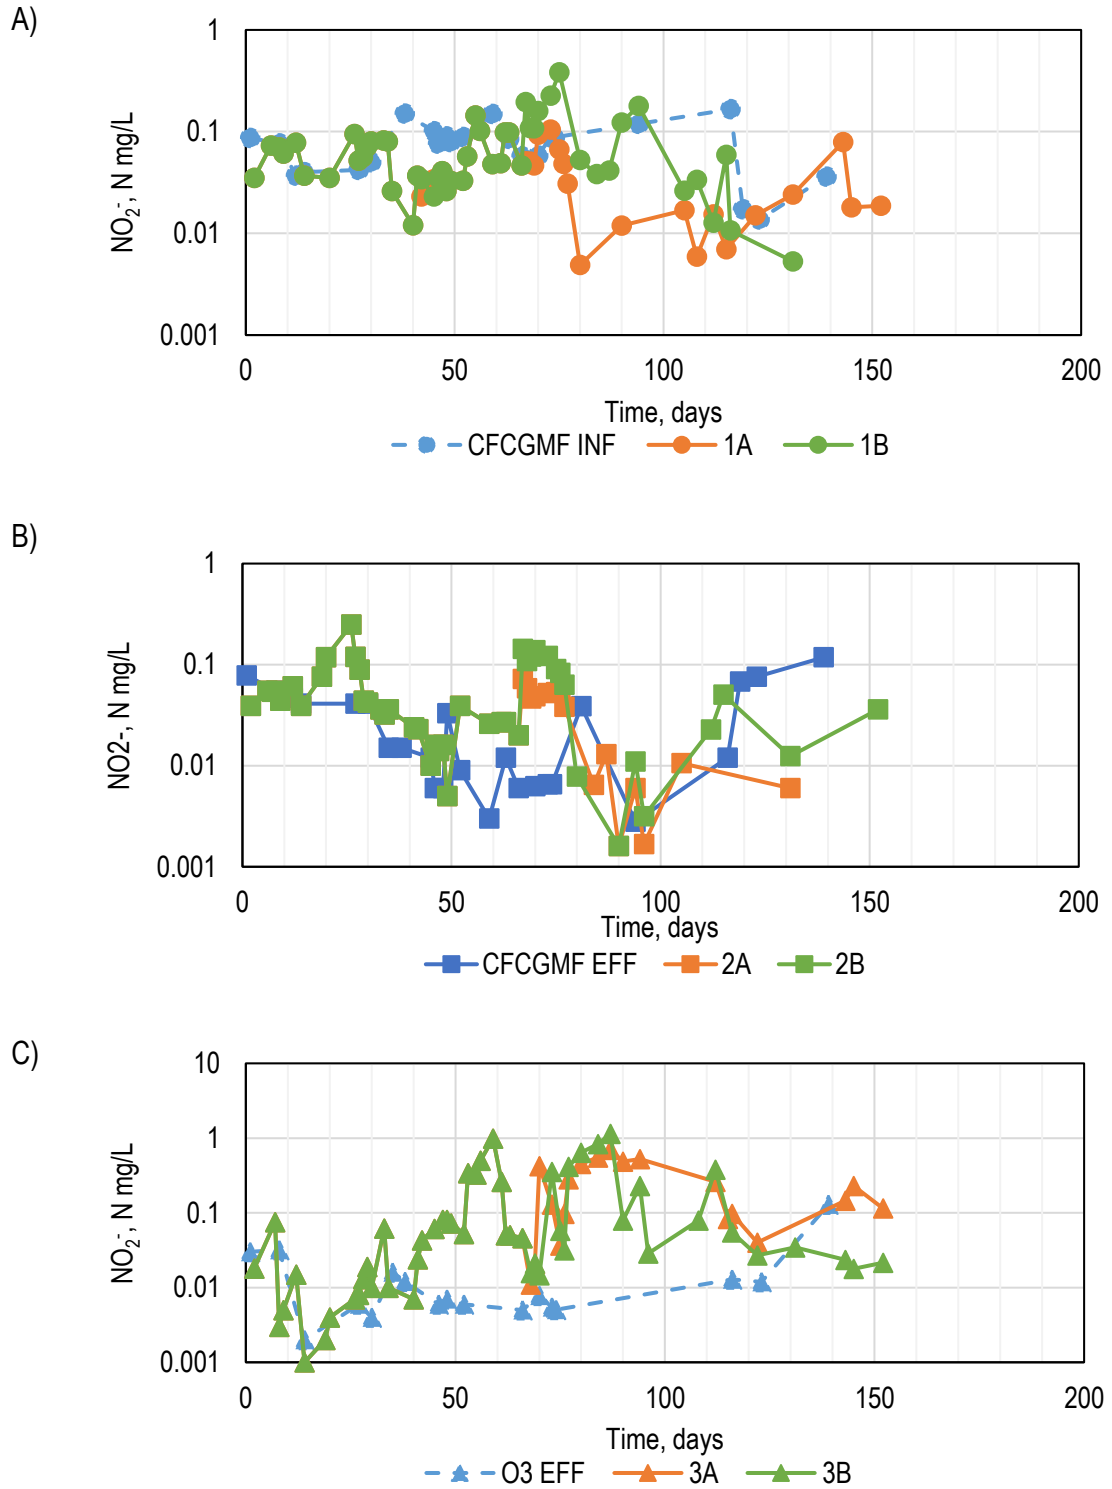 A)
NO₂⁻, N mg/L
1
0.1
0.01
0.001
0 50 100 150 200
Time, days
CFCGMF INF 1A 1B
B)
NO2-, N mg/L
1
0.1
0.01
0.001
0 50 100 150 200
Time, days
CFCGMF EFF 2A 2B
C)
NO₂⁻, N mg/L
10
1
0.1
0.01
0.001
0 50 100 150 200
Time, days
O3 EFF 3A 3B